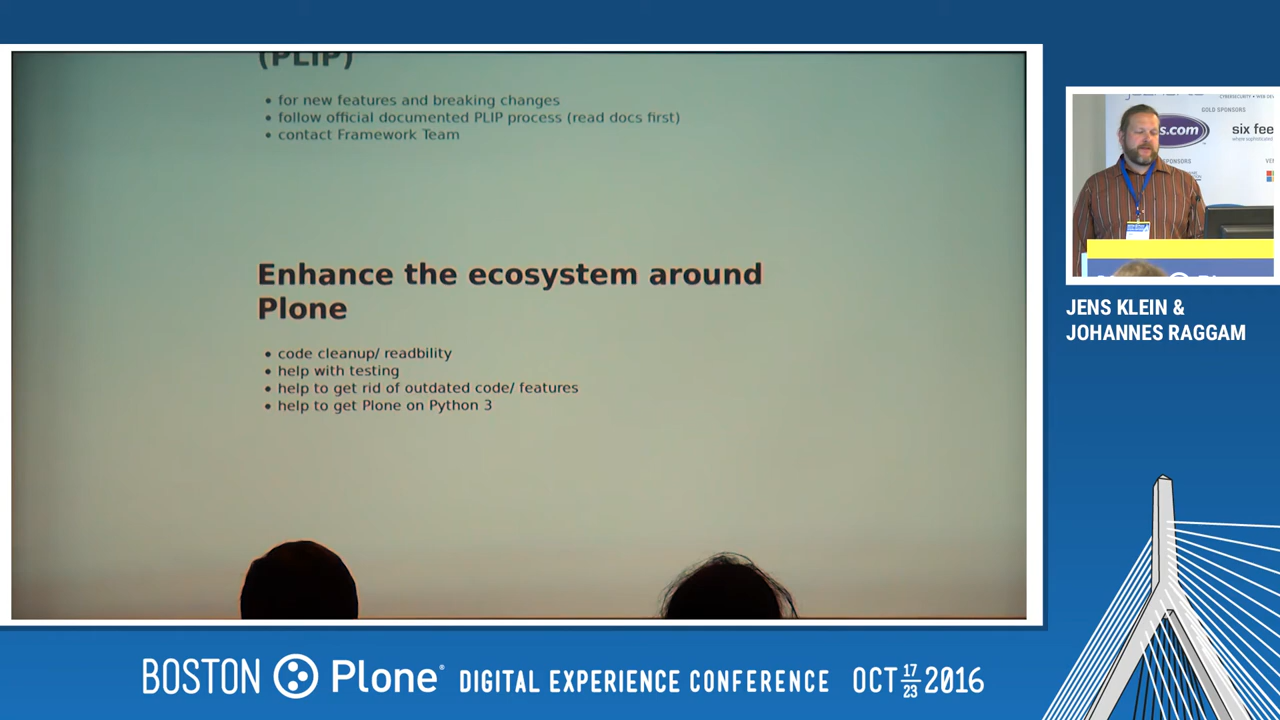 (PLIP)
• for new features and breaking changes
• follow official documented PLIP process (read docs first)
• contact Framework Team
Enhance the ecosystem around
Plone
• code cleanup/ readbility
• help with testing
• help to get rid of outdated code/ features
• help to get Plone on Python 3
GOLD SPONSORS
s.com
six fee
JENS KLEIN &
JOHANNES RAGGAM
BOSTON Plone® DIGITAL EXPERIENCE CONFERENCE OCT 17 23 2016